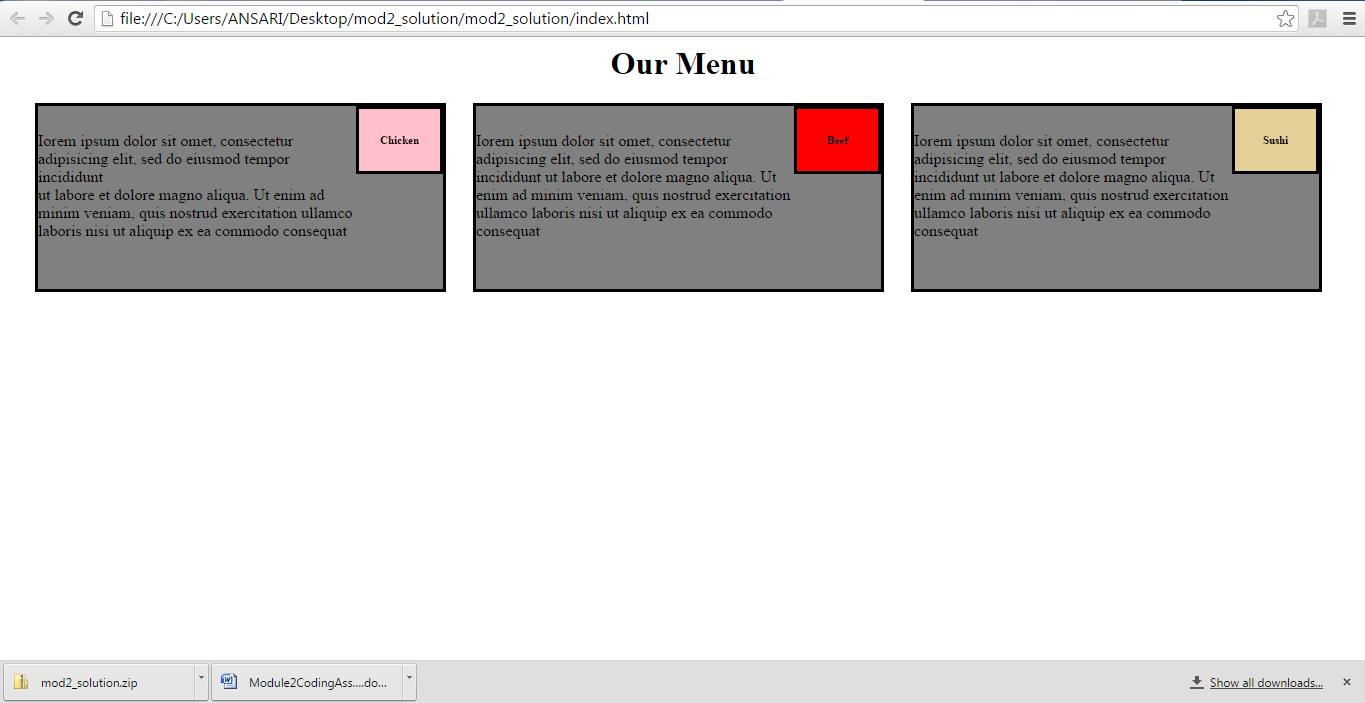 file:///C:/Users/ANSARI/Desktop/mod2_solution/mod2_solution/index.html
Our Menu
Chicken
Iorem ipsum dolor sit omet, consectetur
adipisicing elit, sed do eiusmod tempor
incididunt
ut labore et dolore magno aliqua. Ut enim ad
minim veniam, quis nostrud exercitation ullamco
laboris nisi ut aliquip ex ea commodo consequat
Beef
Iorem ipsum dolor sit omet, consectetur
adipisicing elit, sed do eiusmod tempor
incididunt ut labore et dolore magno aliqua. Ut
enim ad minim veniam, quis nostrud exercitation
ullamco laboris nisi ut aliquip ex ea commodo
consequat
Sushi
Iorem ipsum dolor sit omet, consectetur
adipisicing elit, sed do eiusmod tempor
incididunt ut labore et dolore magno aliqua. Ut
enim ad minim veniam, quis nostrud exercitation
ullamco laboris nisi ut aliquip ex ea commodo
consequat
mod2_solution.zip
Module2CodingAss....do...
Show all downloads...